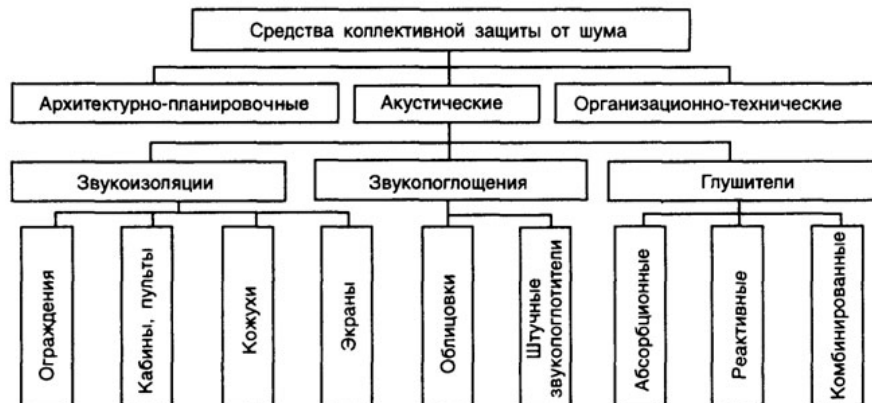 Средства коллективной защиты от шума
Архитектурно-планировочные
Акустические
Организационно-технические
Звукоизоляции
Звукопоглощения
Глушители
Ограждения
Кабины, пульты
Кожухи
Экраны
Облицовки
Штучные
звукопоглотители
Абсорбционные
Реактивные
Комбинированные